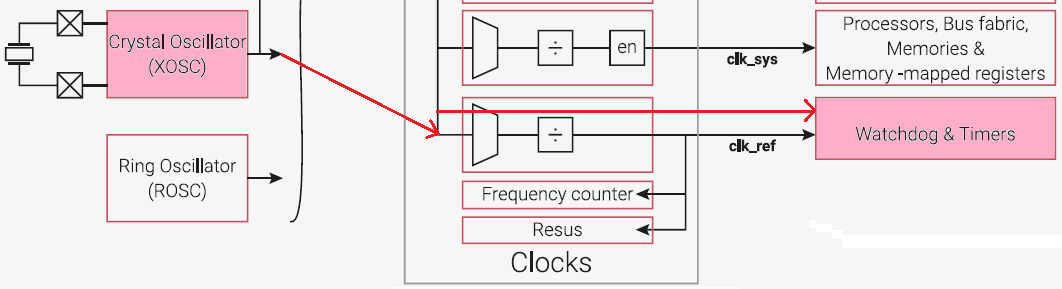 Crystal Oscillator
(XOSC)
Ring Oscillator
(ROSC)
÷
en
clk_sys
Processors, Bus fabric,
Memories &
Memory -mapped registers
÷
clk_ref
Watchdog & Timers
Frequency counter
Resus
Clocks